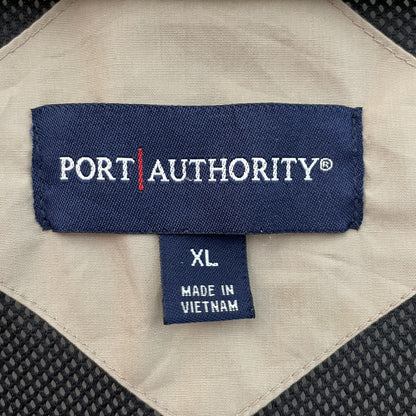 PORT | AUTHORITY®
XL
MADE IN
VIETNAM